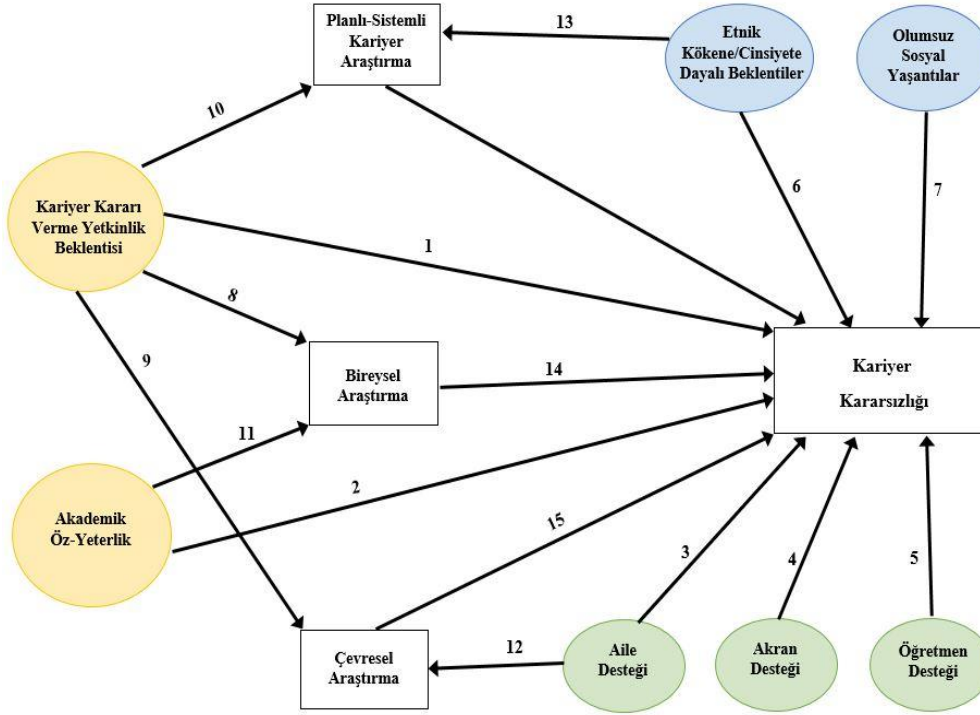 Planlı-Sistemli
Kariyer
Araştırma
13
Etnik
Kökene/Cinsiyete
Dayalı Beklentiler
Olumsuz
Sosyal
Yaşantılar
10
6
7
Kariyer Kararı
Verme Yetkinlik
Beklentisi
1
8
9
Bireysel
Araştırma
14
Kariyer
Kararsızlığı
11
2
Akademik
Öz-Yeterlik
15
3
4
5
12
Çevresel
Araştırma
Aile
Desteği
Akran
Desteği
Öğretmen
Desteği